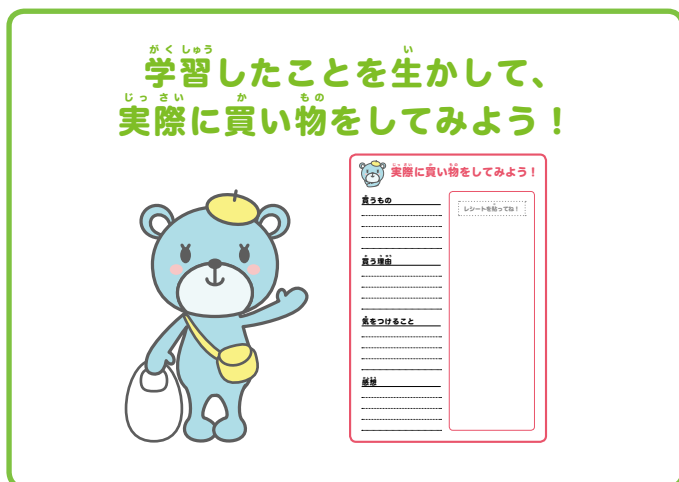 学習したことを生かして、
実際に買い物をしてみよう！
実際に買い物をしてみよう！
買うもの
買う理由
気をつけること
感想
レシートを貼ってね！